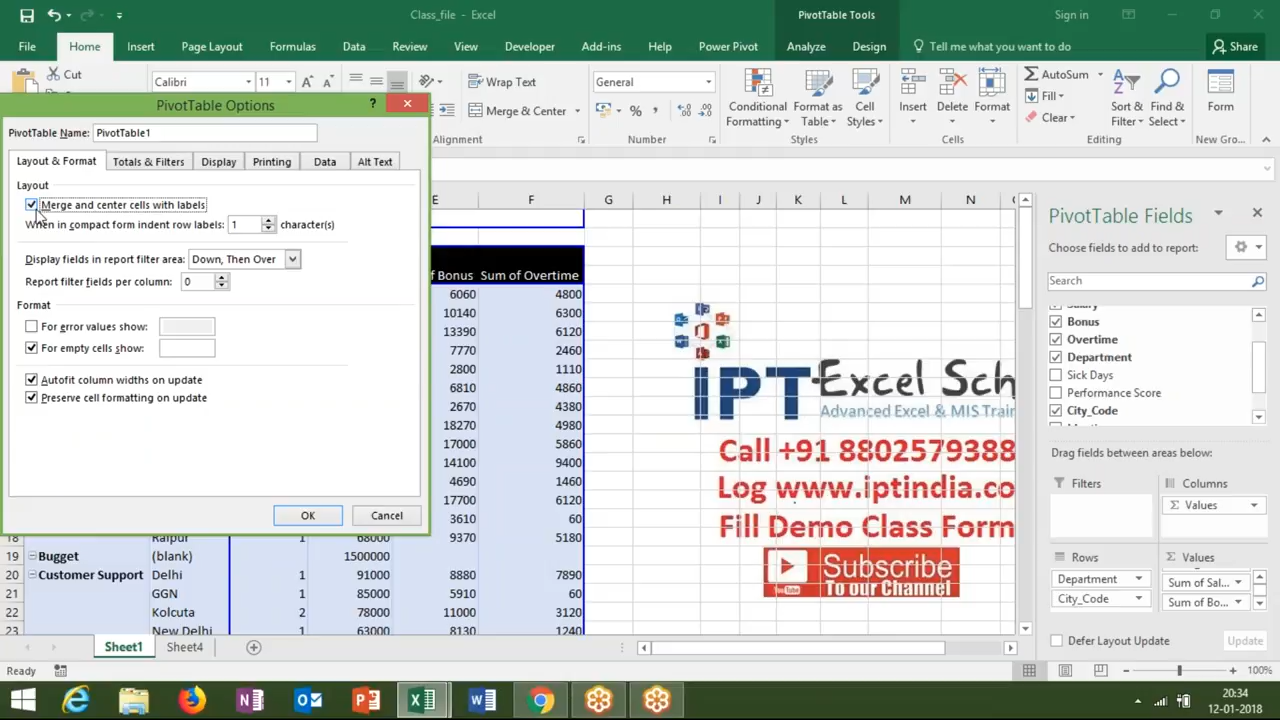 Class_file - Excel
PivotTable Tools
Sign in
File
Home
Insert
Page Layout
Formulas
Data
Review
View
Developer
Add-ins
Help
Power Pivot
Analyze
Design
Tell me what you want to do
Share
Cut
Calibri
11
Wrap Text
General
Merge & Center
Conditional Formatting
Format as Table
Cell Styles
Insert
Delete
Format
AutoSum
Fill
Clear
Sort & Filter
Find & Select
Form
Alignment
Number
Styles
Cells
Editing
New Gro...
PivotTable Options
?
PivotTable Name: PivotTable1
Layout & Format
Totals & Filters
Display
Printing
Data
Alt Text
Layout
Merge and center cells with labels
When in compact form indent row labels: 1 character(s)
Display fields in report filter area: Down, Then Over
Report filter fields per column: 0
Format
For error values show:
For empty cells show:
Autofit column widths on update
Preserve cell formatting on update
OK
Cancel
E F G H I J K L M N
f Bonus Sum of Overtime
6060 4800
10140 6300
13390 6120
7770 2460
2800 1110
6810 4860
2670 4380
18270 4980
17000 5860
14100 9400
4690 1460
17700 6120
3610 60
18 Raipur 1 68000 9370 5180
19 Bugget (blank) 1500000
20 Customer Support Delhi 1 91000 8880 7890
21 GGN 1 85000 5910 60
22 Kolcuta 2 78000 11000 3120
23 New Delhi 1 63000 8130 1240
IPT Excel Sch
Advanced Excel & MIS Train
Call +91 8802579388
Log www.iptindia.co
Fill Demo Class Form
Subscribe
YouTube To our Channel
PivotTable Fields
Choose fields to add to report:
Search
Salary
Bonus
Overtime
Department
Sick Days
Performance Score
City_Code
Drag fields between areas below:
Filters
Columns
Σ Values
Rows
Σ Values
Department
City_Code
Sum of Sal...
Sum of Bo...
Defer Layout Update
Update
Sheet1
Sheet4
Ready
100%
20:34
12-01-2018